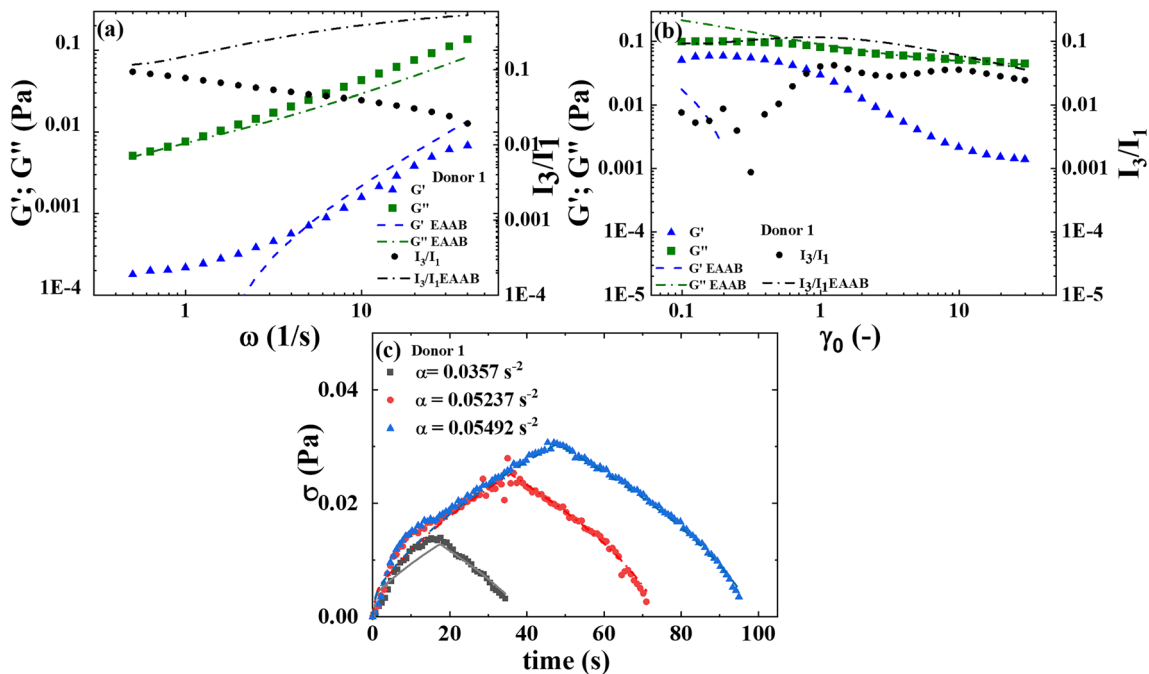 (a)
G'; G" (Pa)
0.1
0.01
0.001
1E-4
1
10
ω (1/s)
0.1
0.01
0.001
1E-4
I3/I1
Donor 1
G'
G"
G' EAAB
G" EAAB
I3/I1
I3/I1EAAB
(b)
G'; G" (Pa)
0.1
0.01
0.001
1E-4
1E-5
0.1
1
10
γ0 (-)
0.1
0.01
0.001
1E-4
1E-5
I3/I1
G'
G"
G' EAAB
G" EAAB
Donor 1
I3/I1
I3/I1EAAB
(c)
Donor 1
α= 0.0357 s-2
α = 0.05237 s-2
α = 0.05492 s-2
σ (Pa)
0.04
0.02
0.00
0
20
40
60
80
100
time (s)